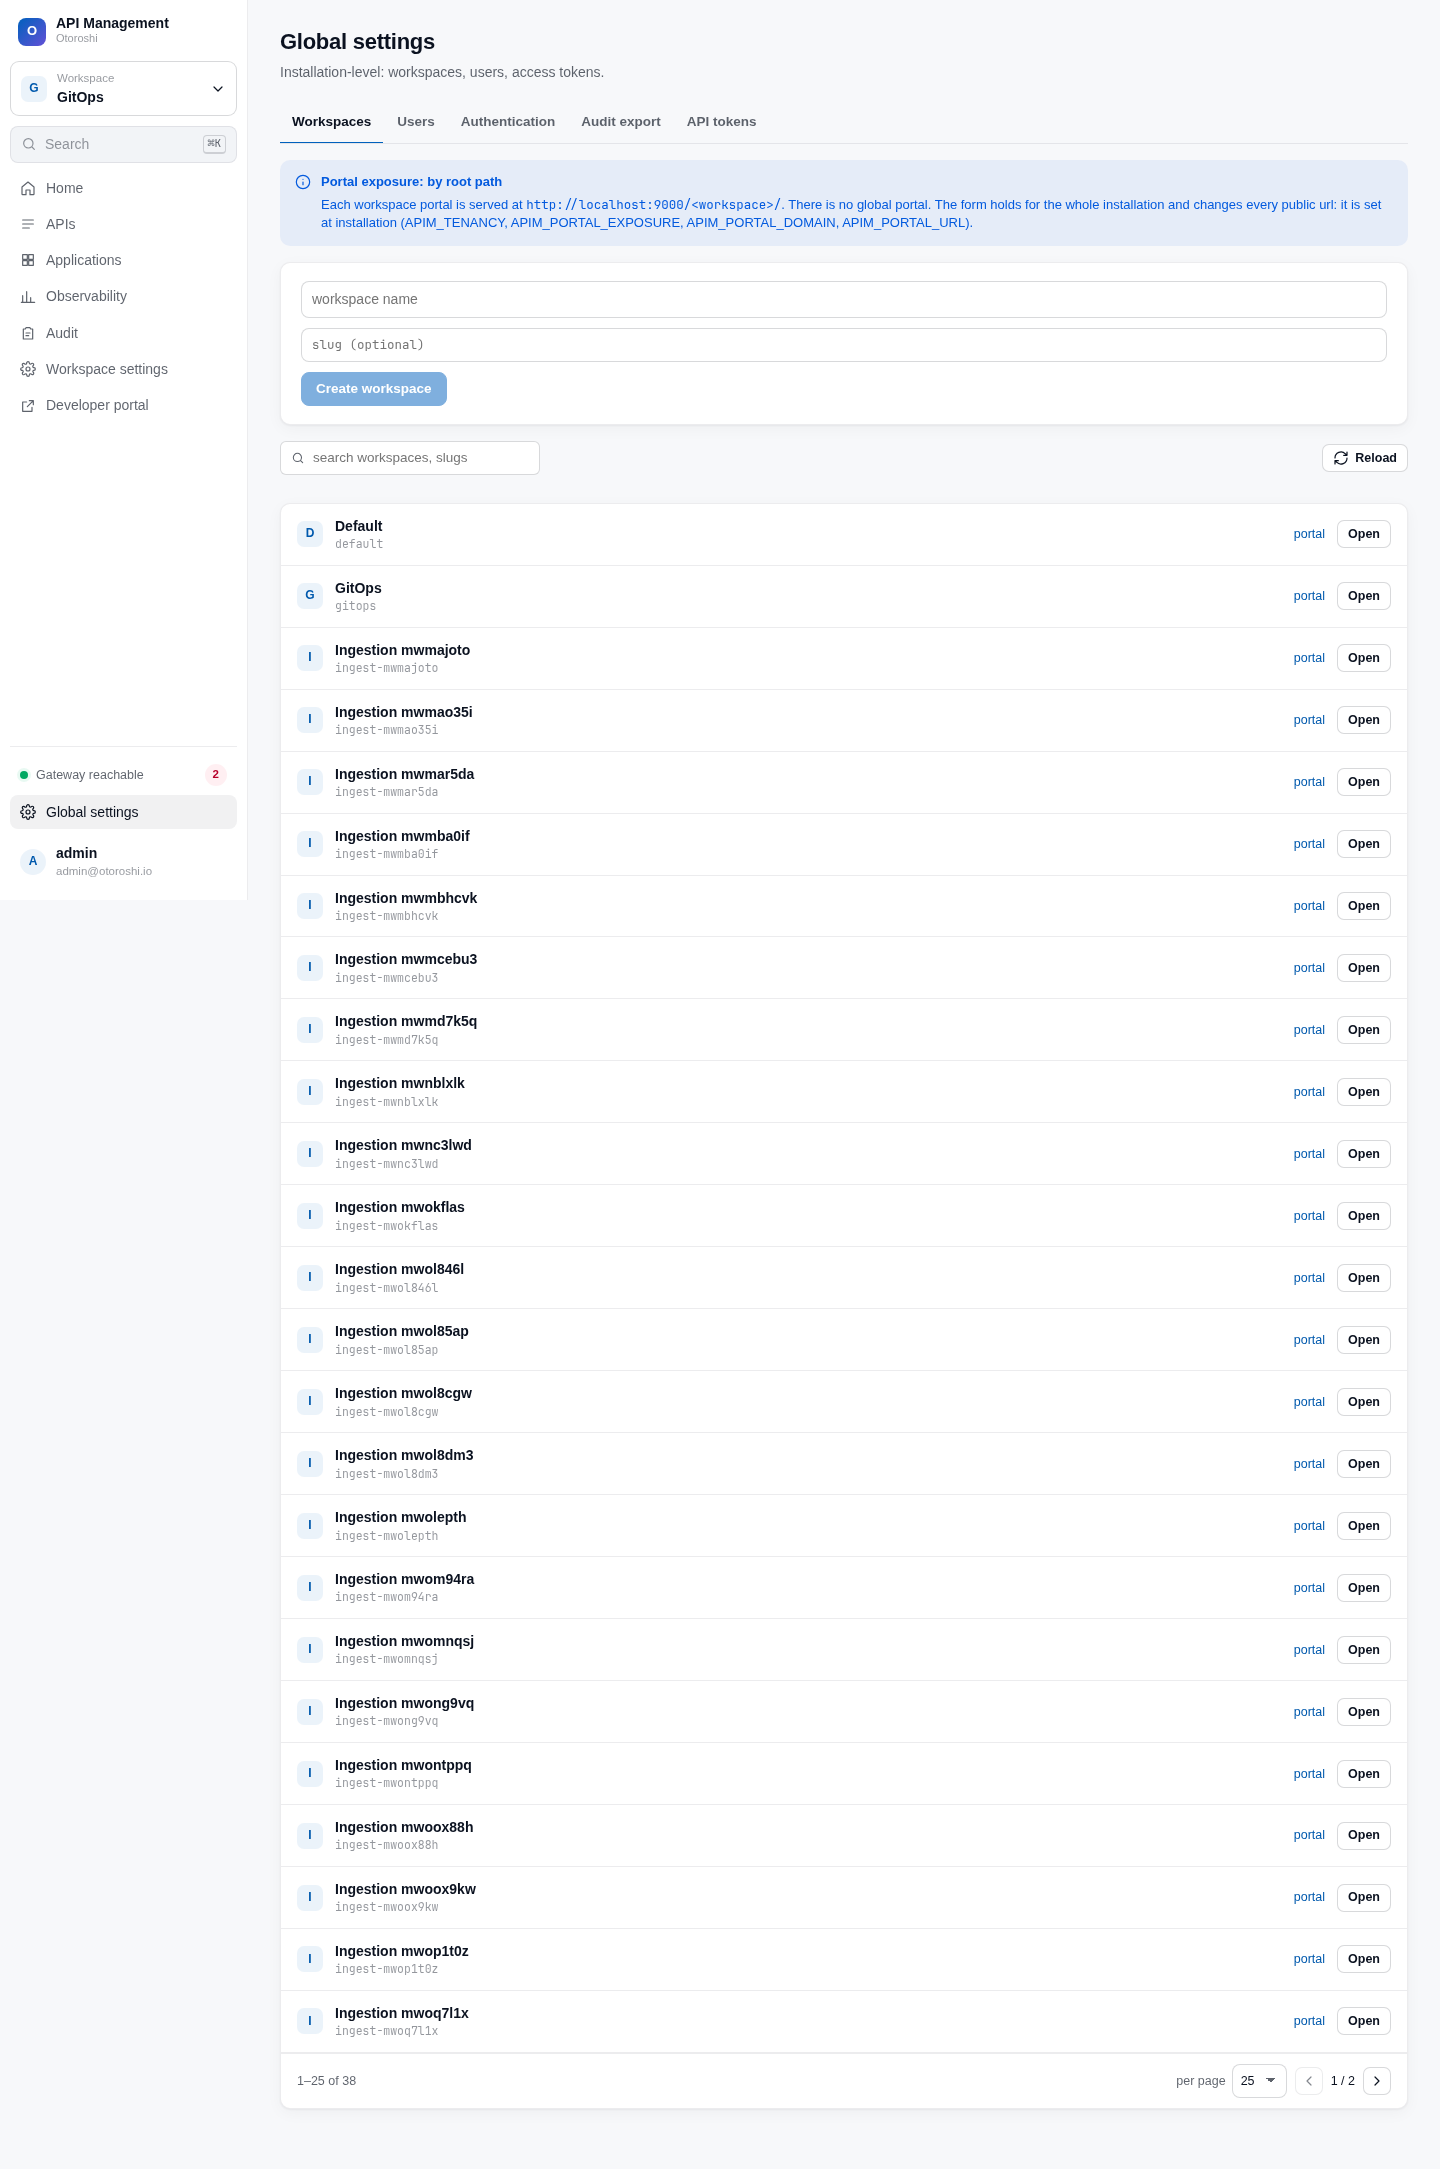 O
API Management
Otoroshi
G
Workspace
GitOps
Search
⌘K
Home
APIs
Applications
Observability
Audit
Workspace settings
Developer portal
Gateway reachable
2
Global settings
A
admin
admin@otoroshi.io
Global settings
Installation-level: workspaces, users, access tokens.
Workspaces Users Authentication Audit export API tokens
Portal exposure: by root path
Each workspace portal is served at http://localhost:9000/<workspace>/. There is no global portal. The form holds for the whole installation and changes every public url: it is set
at installation (APIM_TENANCY, APIM_PORTAL_EXPOSURE, APIM_PORTAL_DOMAIN, APIM_PORTAL_URL).
workspace name
slug (optional)
Create workspace
search workspaces, slugs
Reload
D Default portal Open
default
G GitOps portal Open
gitops
I Ingestion mwmajoto portal Open
ingest-mwmajoto
I Ingestion mwmao35i portal Open
ingest-mwmao35i
I Ingestion mwmar5da portal Open
ingest-mwmar5da
I Ingestion mwmba0if portal Open
ingest-mwmba0if
I Ingestion mwmbhcvk portal Open
ingest-mwmbhcvk
I Ingestion mwmcebu3 portal Open
ingest-mwmcebu3
I Ingestion mwmd7k5q portal Open
ingest-mwmd7k5q
I Ingestion mwnblxlk portal Open
ingest-mwnblxlk
I Ingestion mwnc3lwd portal Open
ingest-mwnc3lwd
I Ingestion mwokflas portal Open
ingest-mwokflas
I Ingestion mwol846l portal Open
ingest-mwol846l
I Ingestion mwol85ap portal Open
ingest-mwol85ap
I Ingestion mwol8cgw portal Open
ingest-mwol8cgw
I Ingestion mwol8dm3 portal Open
ingest-mwol8dm3
I Ingestion mwolepth portal Open
ingest-mwolepth
I Ingestion mwom94ra portal Open
ingest-mwom94ra
I Ingestion mwomnqsj portal Open
ingest-mwomnqsj
I Ingestion mwong9vq portal Open
ingest-mwong9vq
I Ingestion mwontppq portal Open
ingest-mwontppq
I Ingestion mwoox88h portal Open
ingest-mwoox88h
I Ingestion mwoox9kw portal Open
ingest-mwoox9kw
I Ingestion mwop1t0z portal Open
ingest-mwop1t0z
I Ingestion mwoq7l1x portal Open
ingest-mwoq7l1x
1–25 of 38 per page 25 1 / 2